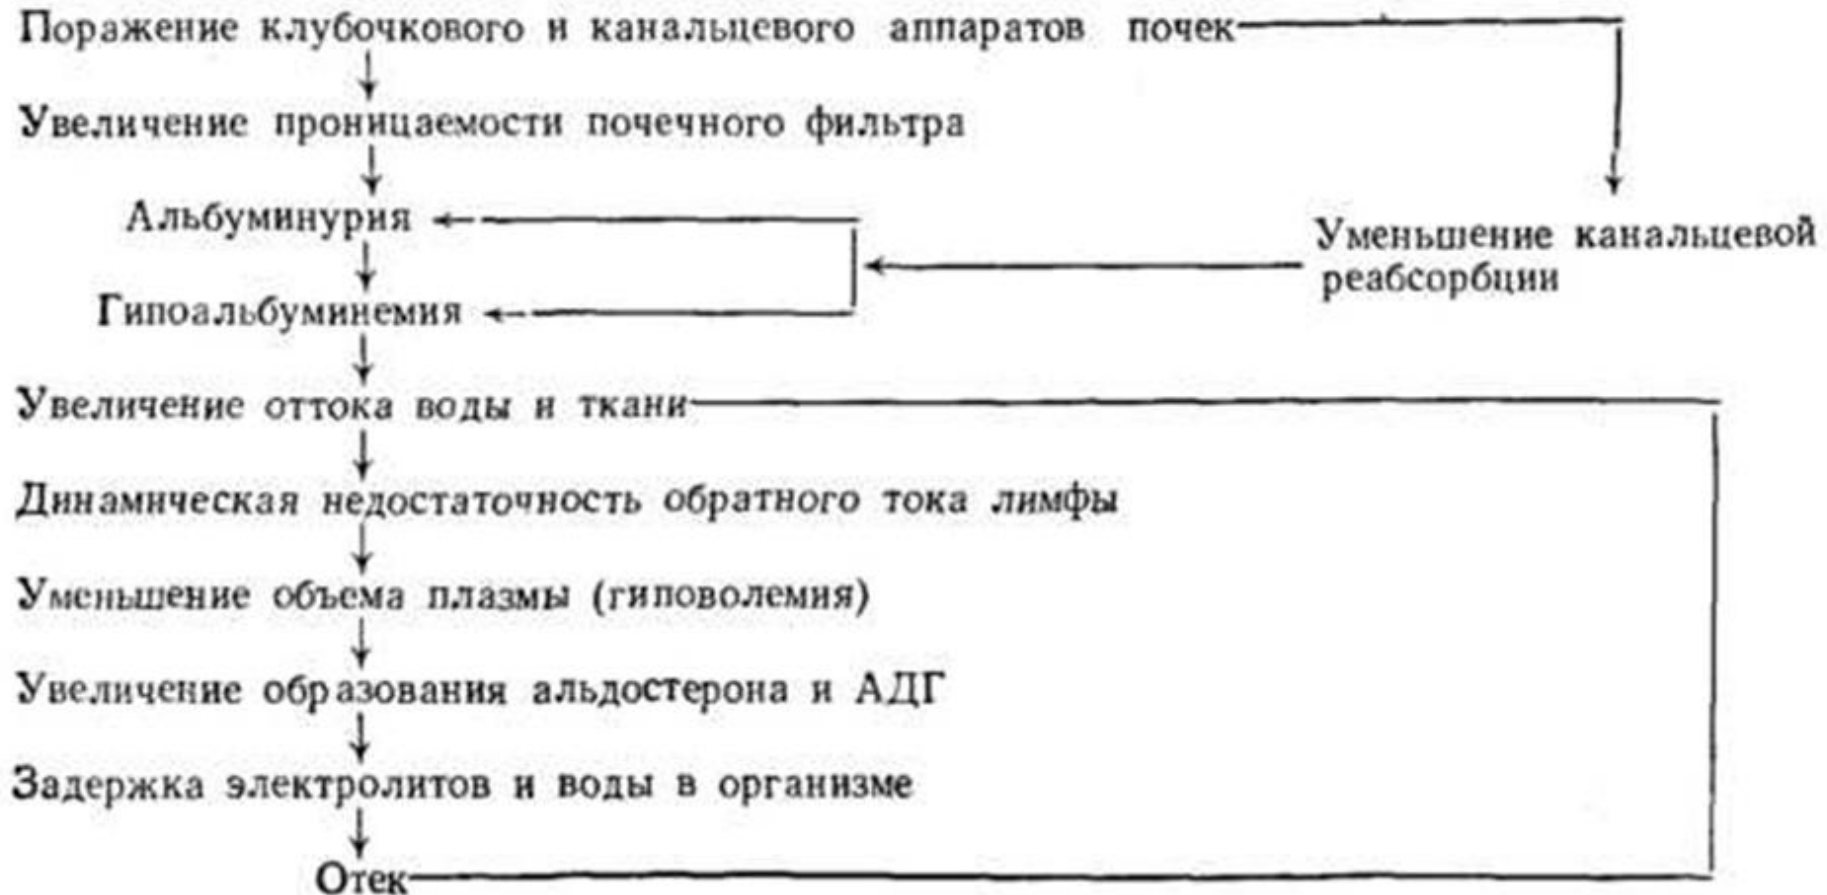 Поражение клубочкового и канальцевого аппаратов почек
Увеличение проницаемости почечного фильтра
Альбуминурия
Уменьшение канальцевой
реабсорбции
Гипоальбуминемия
Увеличение оттока воды и ткани
Динамическая недостаточность обратного тока лимфы
Уменьшение объема плазмы (гиповолемия)
Увеличение образования альдостерона и АДГ
Задержка электролитов и воды в организме
Отек